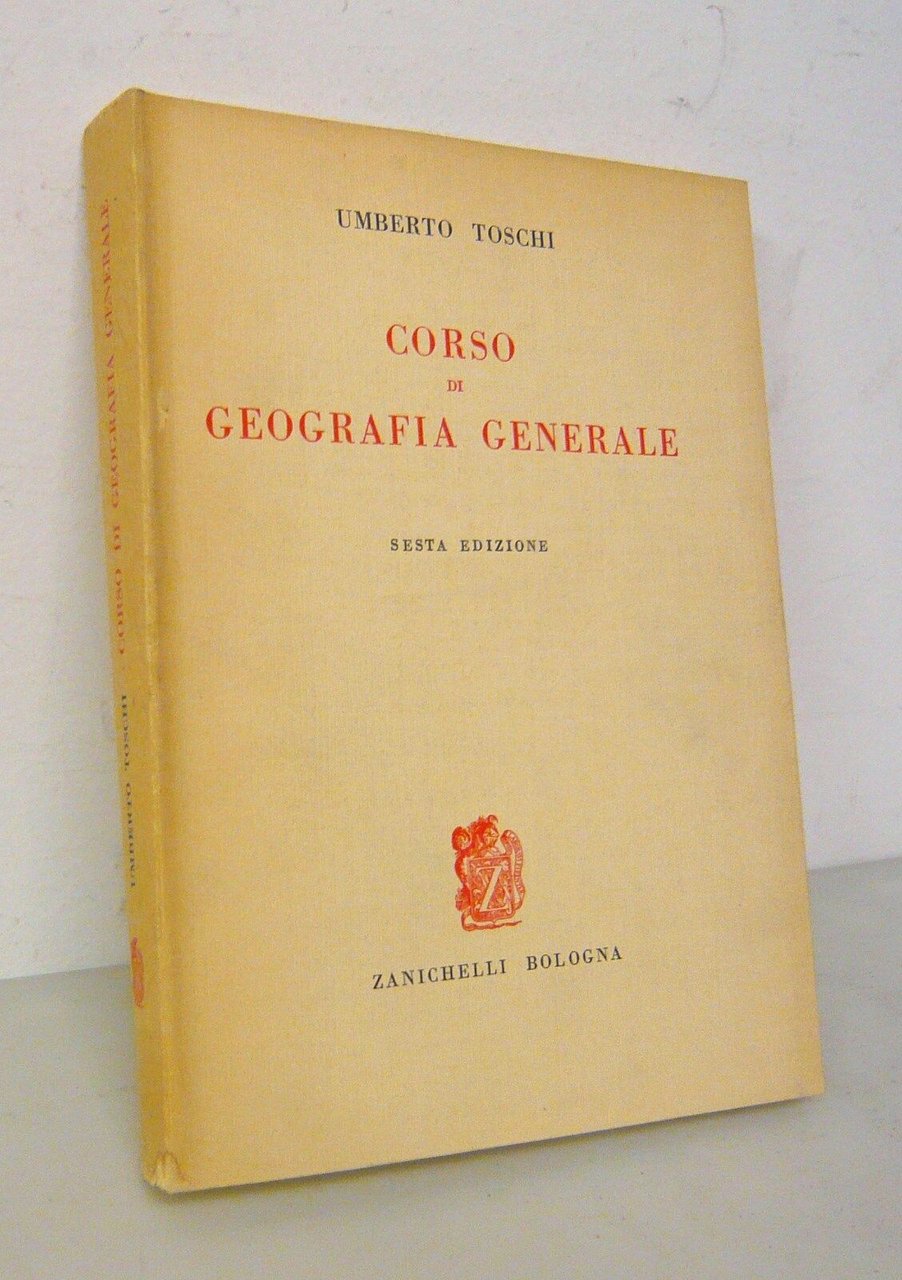 UMBERTO TOSCHI
CORSO
DI
GEOGRAFIA GENERALE
SESTA EDIZIONE
Z
ZANICHELLI BOLOGNA
UMBERTO TOSCHI CORSO DI GEOGRAFIA GENERALE